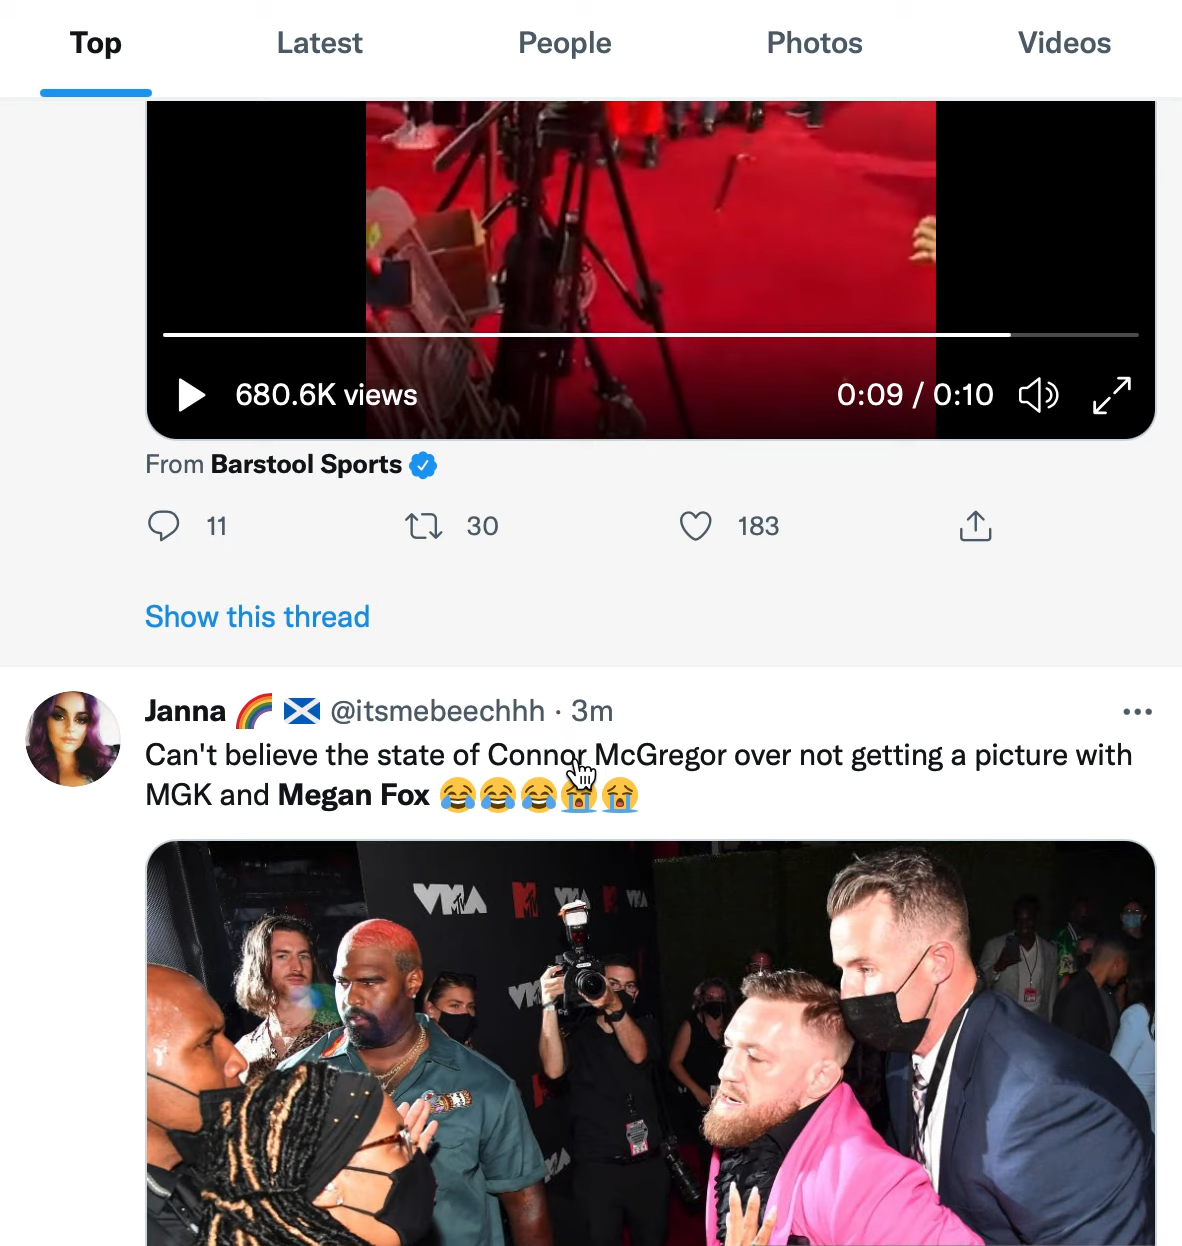 Top Latest People Photos Videos
680.6K views 0:09 / 0:10
From Barstool Sports
11 30 183
Show this thread
Janna 🌈 🏴󠁧󠁢󠁳󠁣󠁴󠁿 @itsmebeechhh · 3m
Can't believe the state of Connor McGregor over not getting a picture with
MGK and Megan Fox 😂😂😂😭😭
VMA MTV VMA VMA